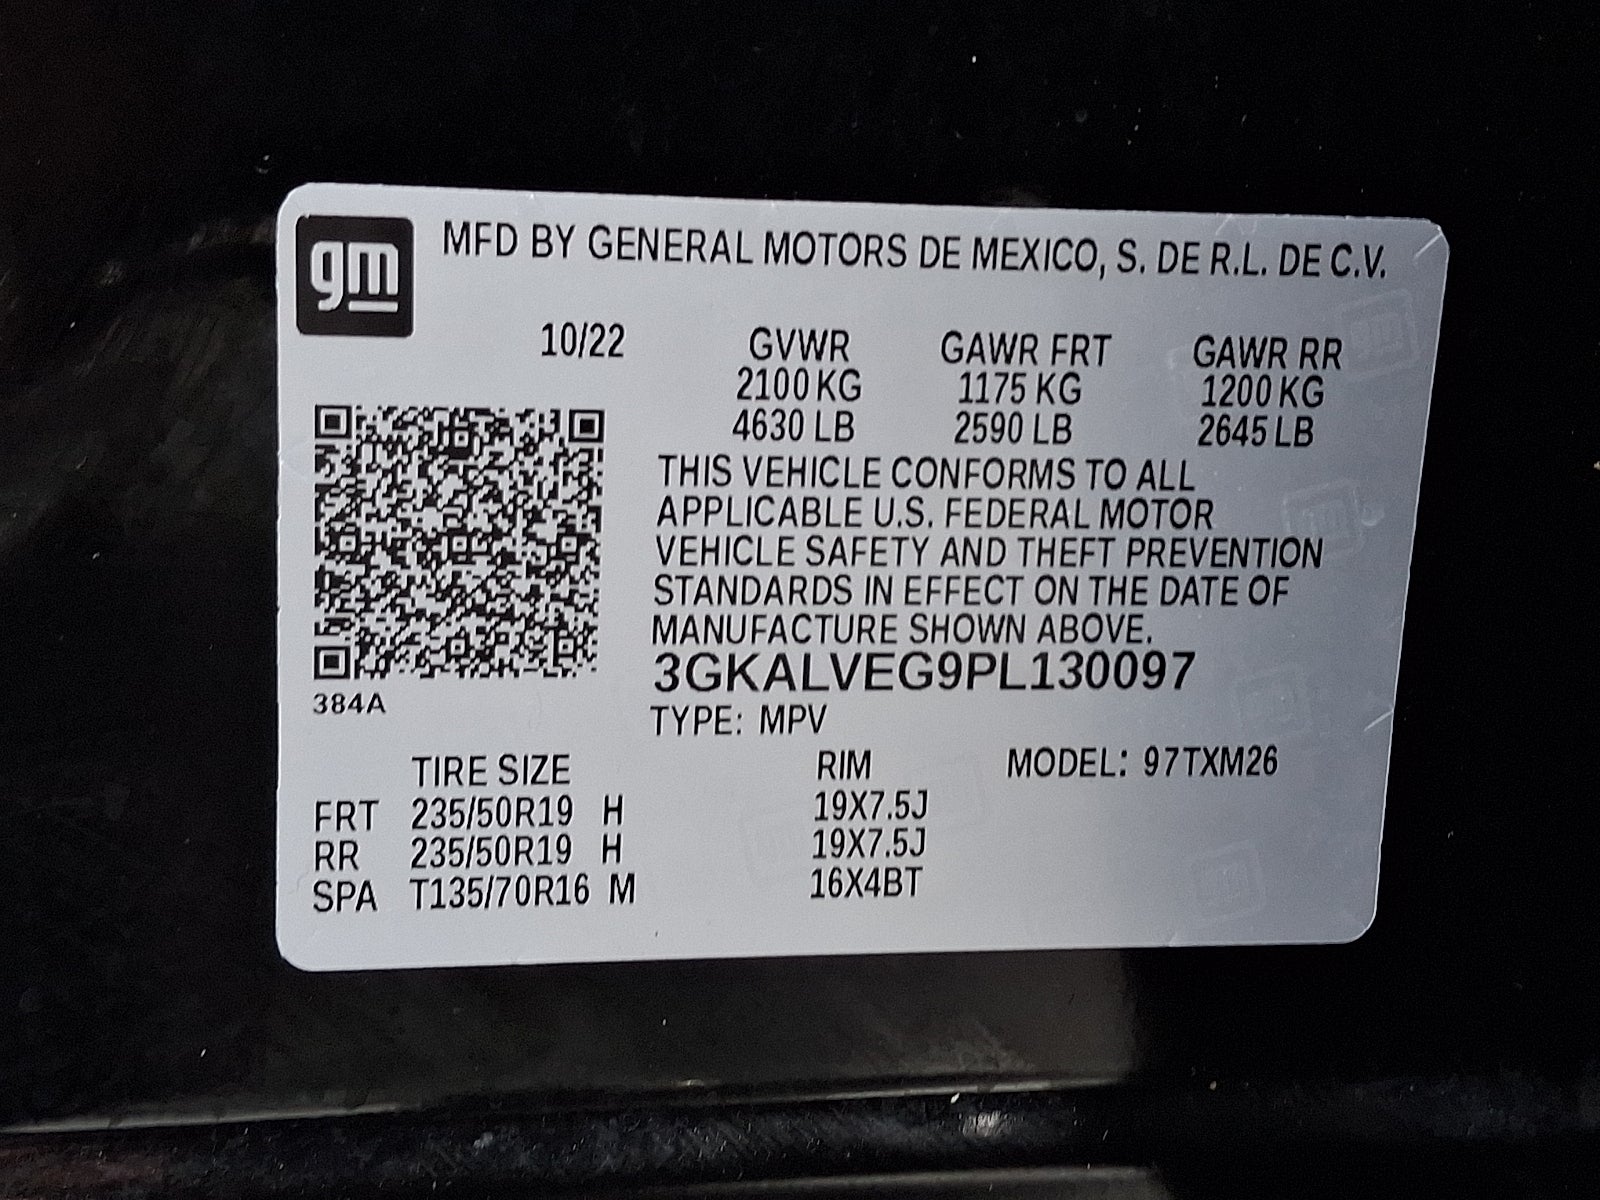 gm
MFD BY GENERAL MOTORS DE MEXICO, S. DE R.L. DE C.V.
10/22 GVWR GAWR FRT GAWR RR
2100 KG 1175 KG 1200 KG
4630 LB 2590 LB 2645 LB
THIS VEHICLE CONFORMS TO ALL
APPLICABLE U.S. FEDERAL MOTOR
VEHICLE SAFETY AND THEFT PREVENTION
STANDARDS IN EFFECT ON THE DATE OF
MANUFACTURE SHOWN ABOVE.
3GKALVEG9PL130097
384A
TYPE: MPV
TIRE SIZE RIM MODEL: 97TXM26
FRT 235/50R19 H 19X7.5J
RR 235/50R19 H 19X7.5J
SPA T135/70R16 M 16X4BT